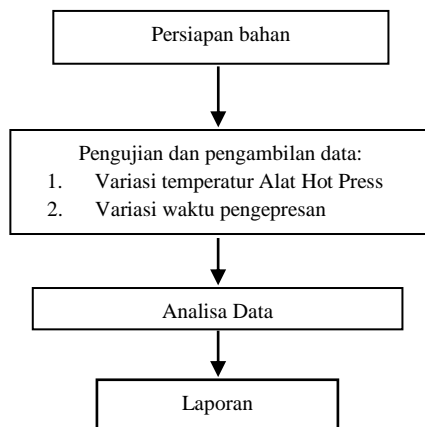 Persiapan bahan
Pengujian dan pengambilan data:
1. Variasi temperatur Alat Hot Press
2. Variasi waktu pengepresan
Analisa Data
Laporan